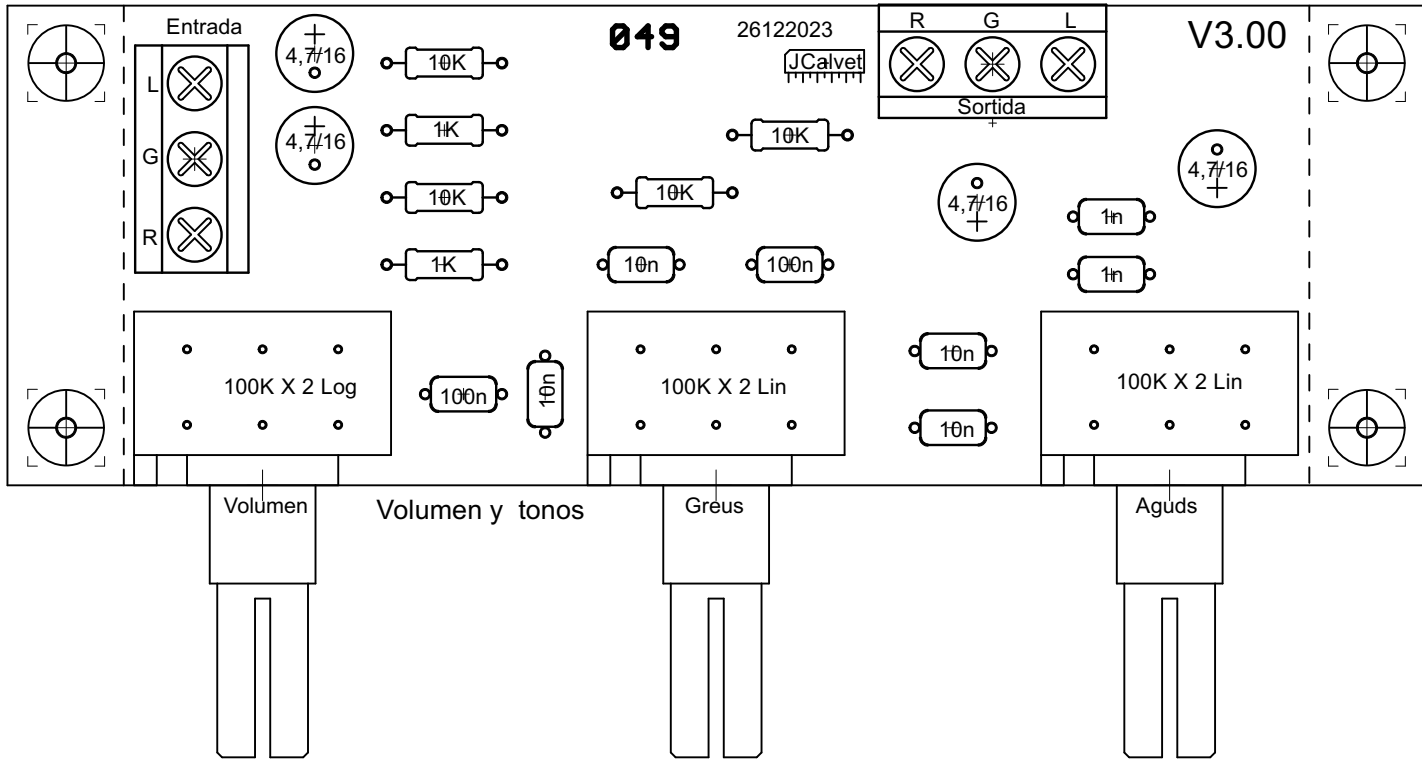 Entrada
049
26122023
R
G
L
V3.00
4,7/16
10K
JCalvet
L
Sortida
1K
10K
4,7/16
G
4,7/16
10K
10K
4,7/16
R
1n
1K
10n
100n
1n
10n
100K X 2 Log
100n
10n
100K X 2 Lin
100K X 2 Lin
10n
Volumen
Volumen y tonos
Greus
Aguds